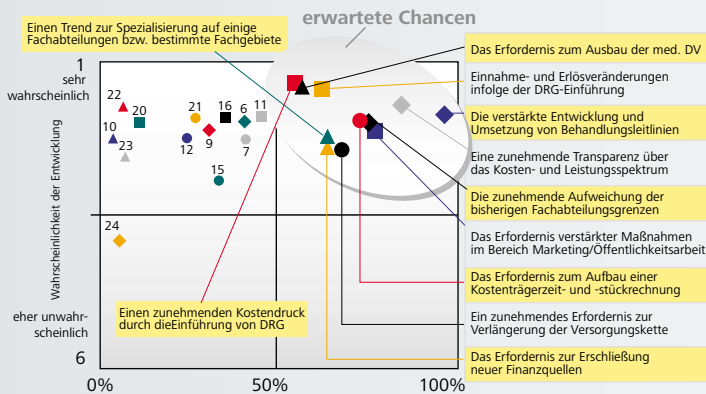 erwartete Chancen
Einen Trend zur Spezialisierung auf einige
Fachabteilungen bzw. bestimmte Fachgebiete
1
sehr
wahrscheinlich
Wahrscheinlichkeit der Entwicklung
eher unwahr-
scheinlich
6
0%
50%
100%
22
20
10
23
21
16
6
11
12
9
7
15
24
Einen zunehmenden Kostendruck
durch dieEinführung von DRG
Das Erfordernis zum Ausbau der med. DV
Einnahme- und Erlösveränderungen
infolge der DRG-Einführung
Die verstärkte Entwicklung und
Umsetzung von Behandlungsleitlinien
Eine zunehmende Transparenz über
das Kosten- und Leistungsspektrum
Die zunehmende Aufweichung der
bisherigen Fachabteilungsgrenzen
Das Erfordernis verstärkter Maßnahmen
im Bereich Marketing/Öffentlichkeitsarbeit
Das Erfordernis zum Aufbau einer
Kostenträgerzeit- und -stückrechnung
Ein zunehmendes Erfordernis zur
Verlängerung der Versorgungskette
Das Erfordernis zur Erschließung
neuer Finanzquellen